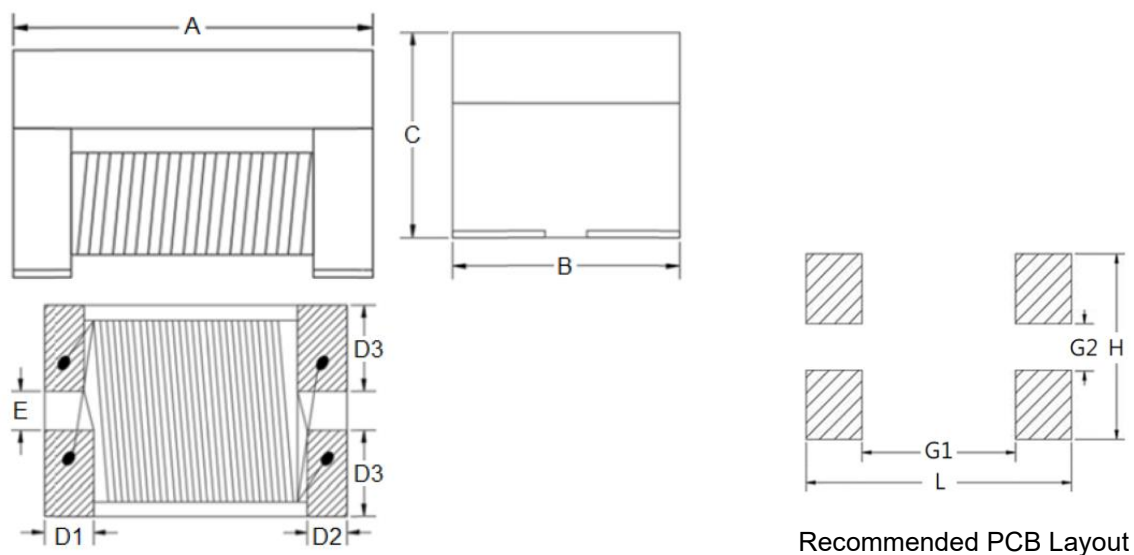 A
C
B
D3
E
D3
D1
D2
G2
H
G1
L
Recommended PCB Layout